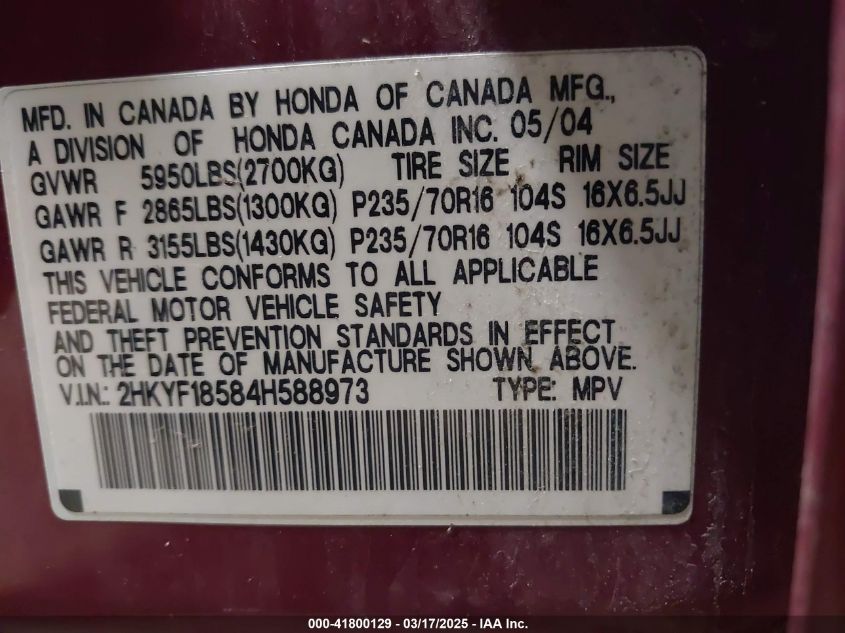 MFD. IN CANADA BY HONDA OF CANADA MFG.,
A DIVISION OF HONDA CANADA INC. 05/04
GVWR 5950LBS(2700KG) TIRE SIZE RIM SIZE
GAWR F 2865LBS(1300KG) P235/70R16 104S 16X6.5JJ
GAWR R 3155LBS(1430KG) P235/70R16 104S 16X6.5JJ
THIS VEHICLE CONFORMS TO ALL APPLICABLE
FEDERAL MOTOR VEHICLE SAFETY
AND THEFT PREVENTION STANDARDS IN EFFECT
ON THE DATE OF MANUFACTURE SHOWN ABOVE.
V.I.N.: 2HKYF18584H588973 TYPE: MPV
000-41800129 - 03/17/2025 - IAA Inc.